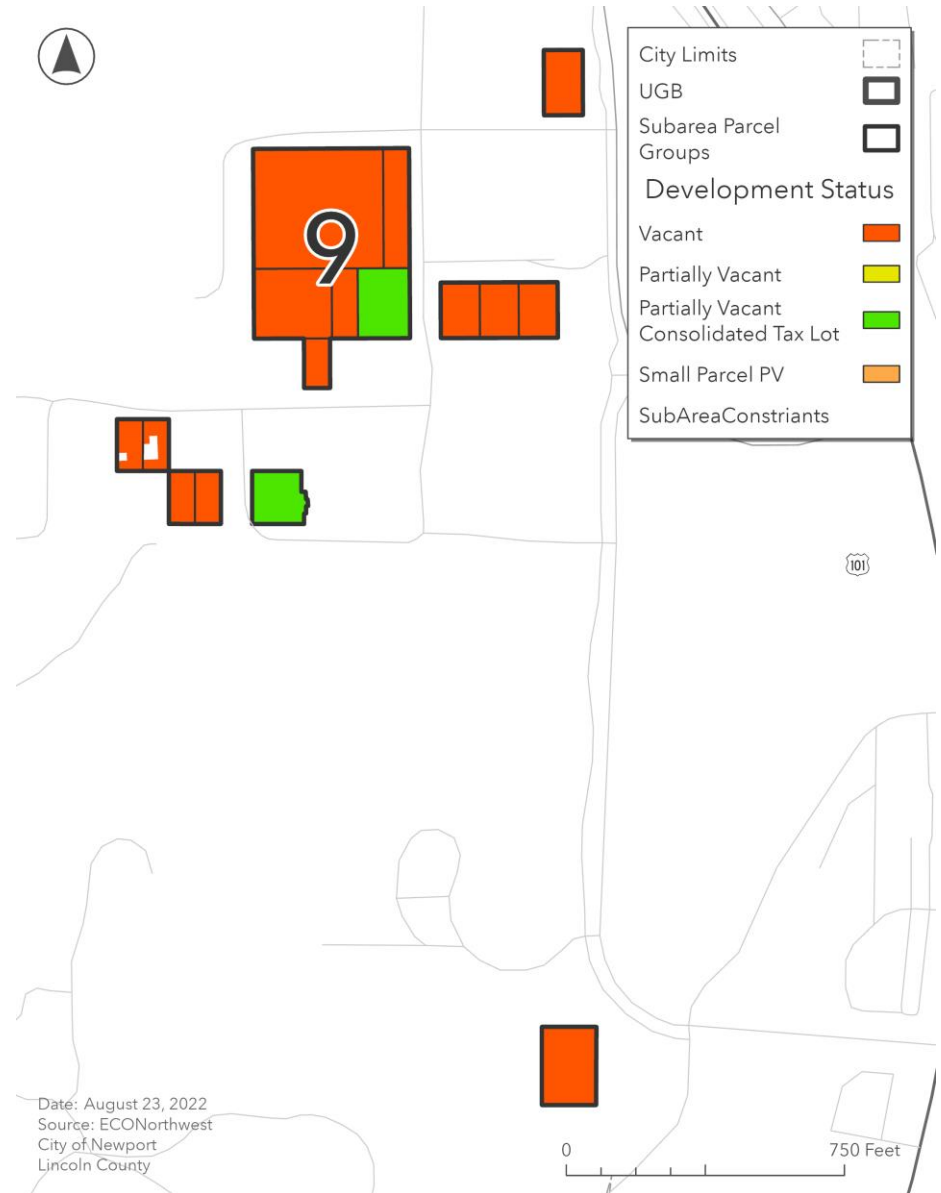 City Limits
UGB
Subarea Parcel
Groups
Development Status
Vacant
Partially Vacant
Partially Vacant
Consolidated Tax Lot
Small Parcel PV
SubAreaConstriants
9
101
Date: August 23, 2022
Source: ECONorthwest
City of Newport
Lincoln County
0 750 Feet